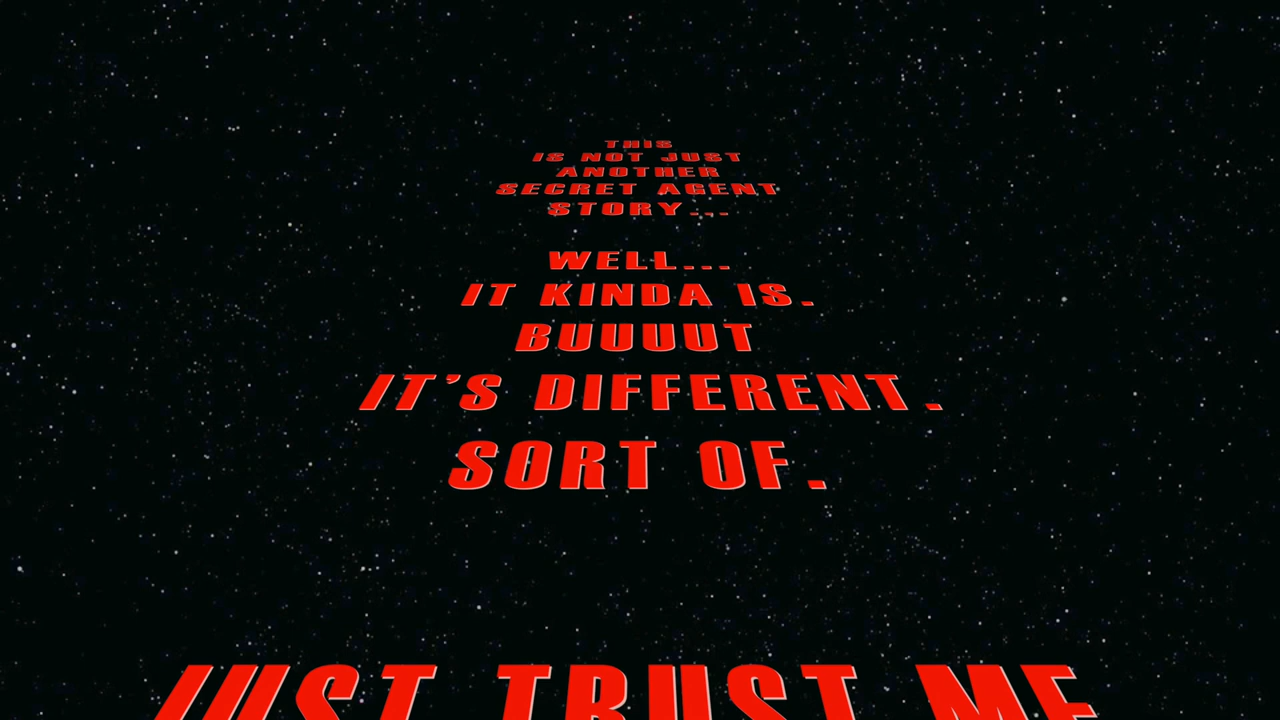 THIS
IS NOT JUST
ANOTHER
SECRET AGENT
STORY...
WELL...
IT KINDA IS.
BUUUUT
IT'S DIFFERENT.
SORT OF.
JUST TRUST ME